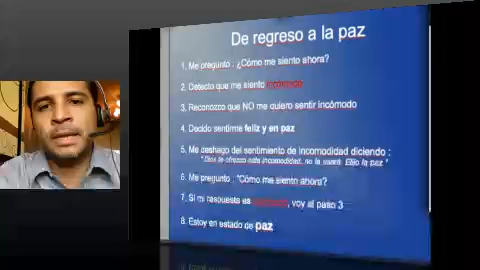 De regreso a la paz
1. Me pregunto : ¿Cómo me siento ahora?
2. Detecto que me siento incómodo
3. Reconozco que NO me quiero sentir incómodo
4. Decido sentirme feliz y en paz
5. Me deshago del sentimiento de incomodidad diciendo :
"Dios te ofrezco esta incomodidad, no la quiero. Elijo la paz "
6. Me pregunto : "Cómo me siento ahora?
7. Si mi respuesta es , voy al paso 3
8. Estoy en estado de paz